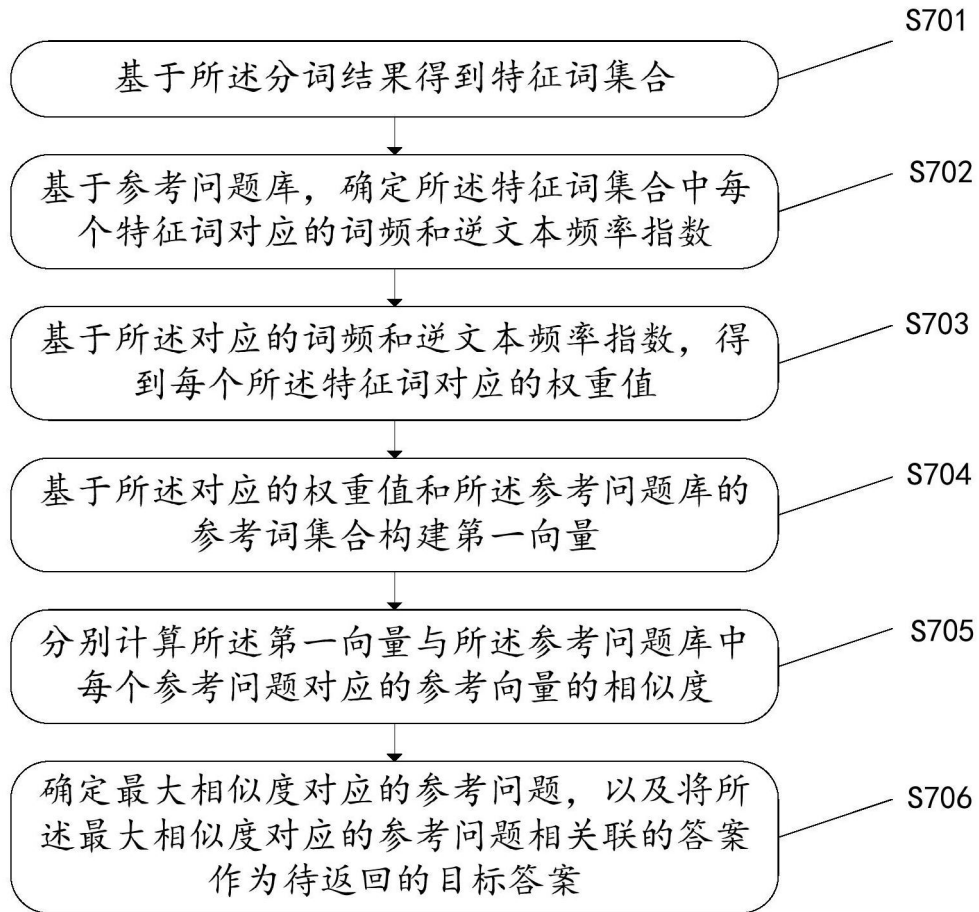 S701
基于所述分词结果得到特征词集合
S702
基于参考问题库，确定所述特征词集合中每
个特征词对应的词频和逆文本频率指数
S703
基于所述对应的词频和逆文本频率指数，得
到每个所述特征词对应的权重值
S704
基于所述对应的权重值和所述参考问题库的
参考词集合构建第一向量
S705
分别计算所述第一向量与所述参考问题库中
每个参考问题对应的参考向量的相似度
S706
确定最大相似度对应的参考问题，以及将所
述最大相似度对应的参考问题相关联的答案
作为待返回的目标答案